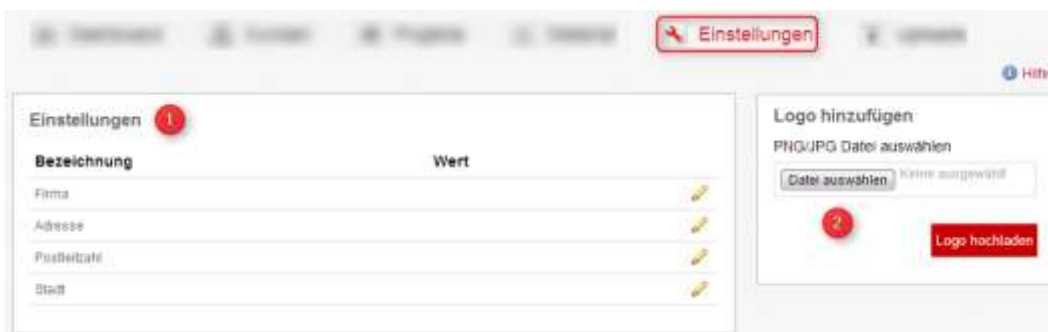 Einstellungen
Hilfe
Einstellungen 1
Bezeichnung Wert
Firma
Adresse
Postleitzahl
Stadt
Logo hinzufügen
PNG/JPG Datei auswählen
Datei auswählen Keine ausgewählt
2
Logo hochladen